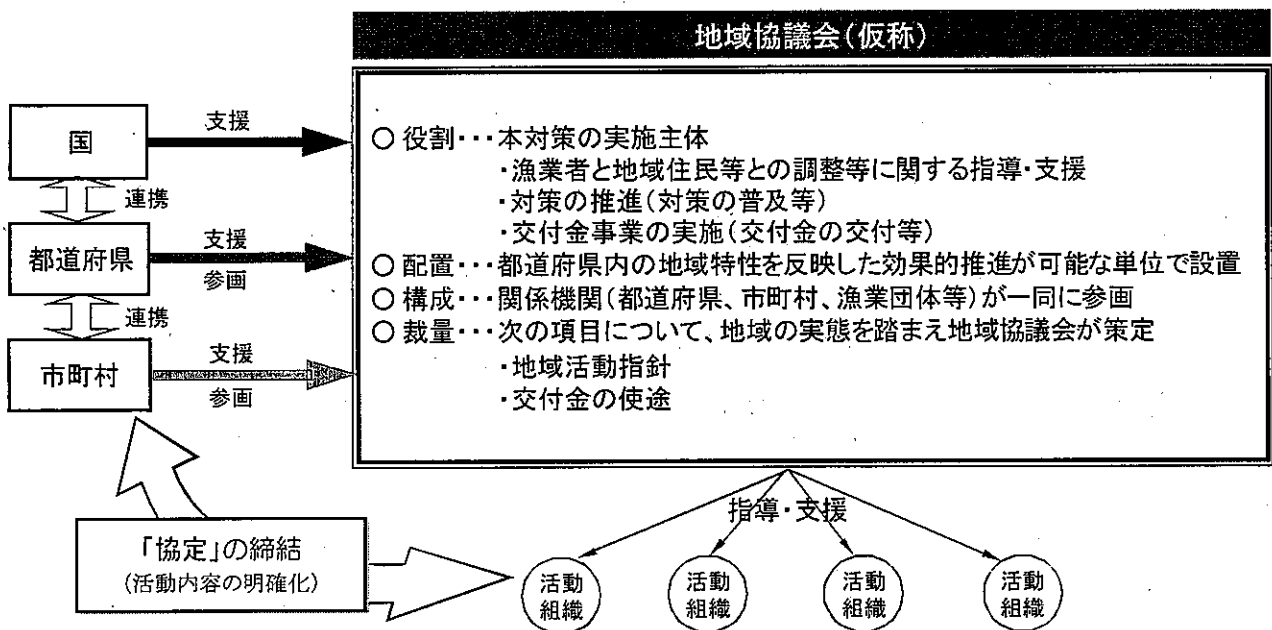 地域協議会（仮称）
国
支援
連携
都道府県
支援
参画
連携
市町村
支援
参画
○役割･･･本対策の実施主体
・漁業者と地域住民等との調整等に関する指導・支援
・対策の推進（対策の普及等）
・交付金事業の実施（交付金の交付等）
○配置･･･都道府県内の地域特性を反映した効果的推進が可能な単位で設置
○構成･･･関係機関（都道府県、市町村、漁業団体等）が一同に参画
○裁量･･･次の項目について、地域の実態を踏まえ地域協議会が策定
・地域活動指針
・交付金の使途
指導・支援
「協定」の締結
（活動内容の明確化）
活動
組織
活動
組織
活動
組織
活動
組織